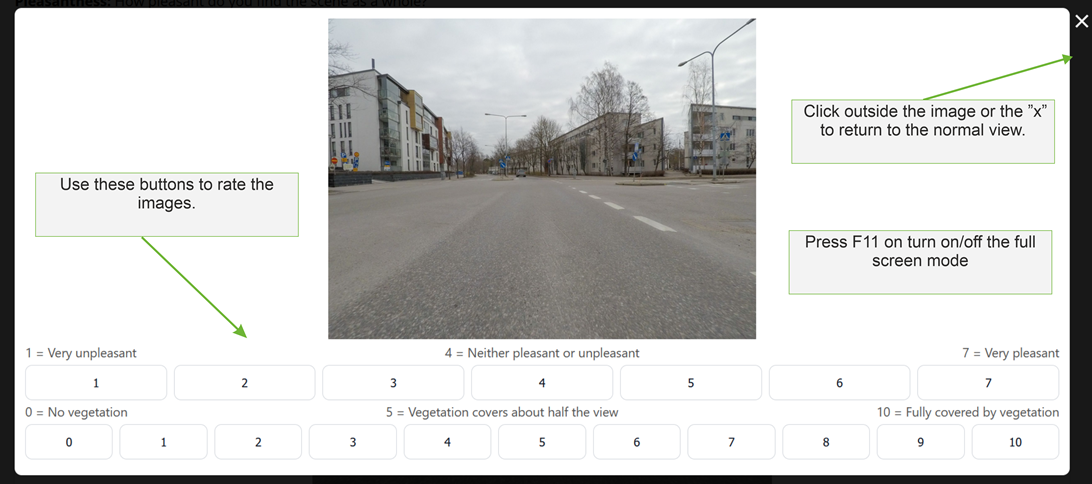 Pleasantness: How pleasant do you find the scene as a whole?
Click outside the image or the ”x”
to return to the normal view.
Use these buttons to rate the
images.
Press F11 on turn on/off the full
screen mode
1 = Very unpleasant
4 = Neither pleasant or unpleasant
7 = Very pleasant
1 2 3 4 5 6 7
0 = No vegetation
5 = Vegetation covers about half the view
10 = Fully covered by vegetation
0 1 2 3 4 5 6 7 8 9 10